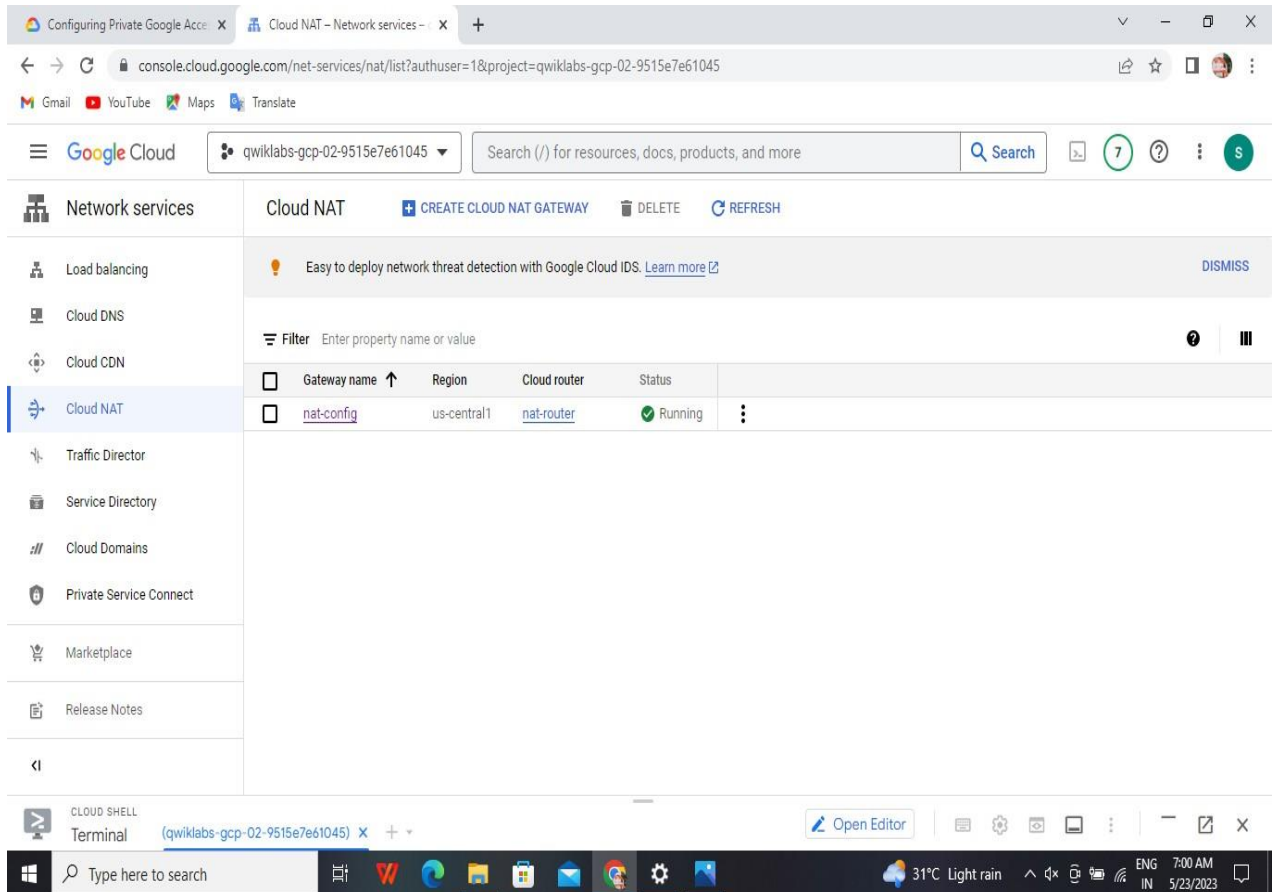 Configuring Private Google Acce
Cloud NAT – Network services –
console.cloud.google.com/net-services/nat/list?authuser=1&project=qwiklabs-gcp-02-9515e7e61045
Gmail YouTube Maps Translate
Google Cloud qwiklabs-gcp-02-9515e7e61045 Search (/) for resources, docs, products, and more Search 7 S
Network services
Cloud NAT CREATE CLOUD NAT GATEWAY DELETE REFRESH
Load balancing
Cloud DNS
Cloud CDN
Cloud NAT
Traffic Director
Service Directory
Cloud Domains
Private Service Connect
Marketplace
Release Notes
Easy to deploy network threat detection with Google Cloud IDS. Learn more DISMISS
Filter Enter property name or value
Gateway name Region Cloud router Status
nat-config us-central1 nat-router Running
CLOUD SHELL
Terminal (qwiklabs-gcp-02-9515e7e61045) X + Open Editor
Type here to search 31°C Light rain ENG IN 7:00 AM 5/23/2023